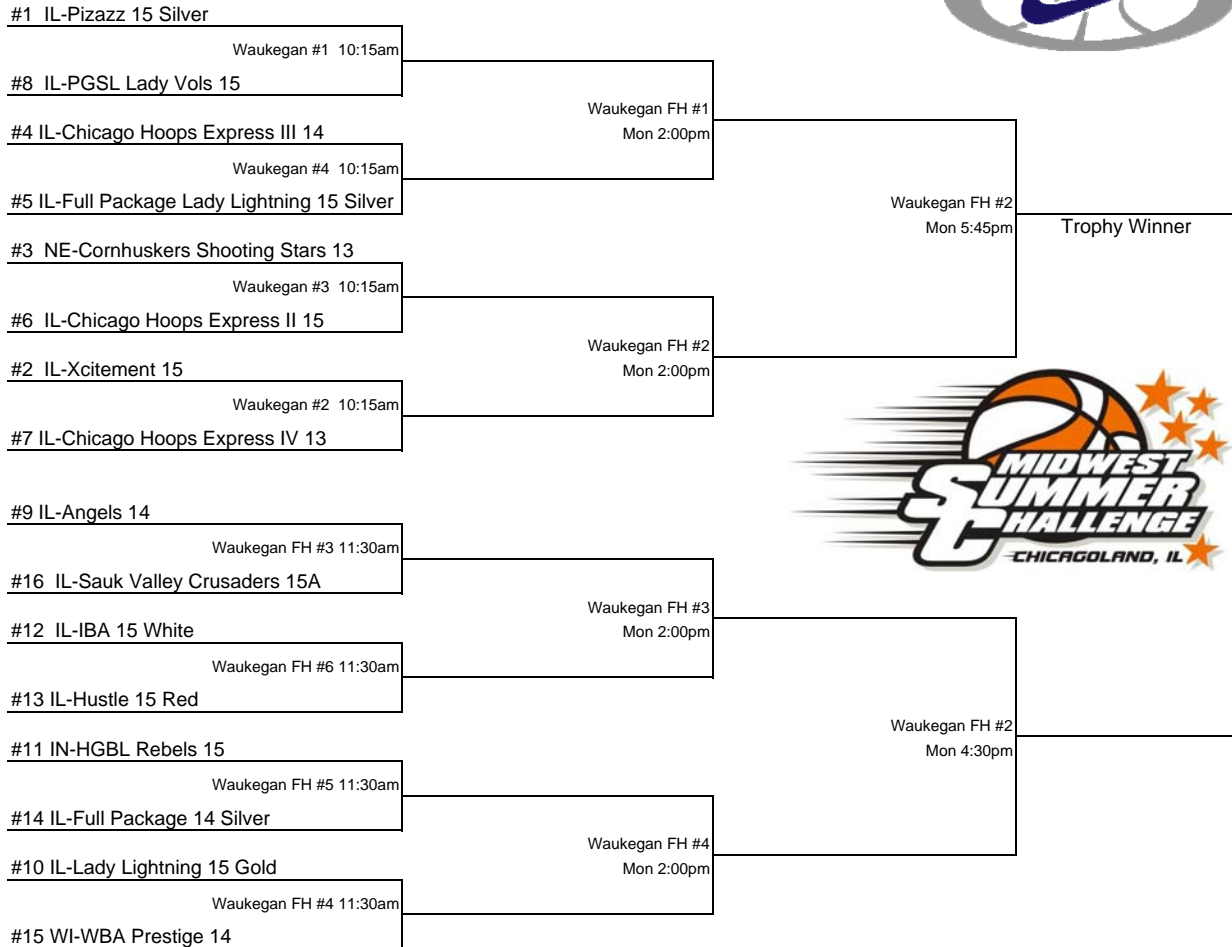 #1  IL-Pizazz 15 Silver
Waukegan #1  10:15am
#8  IL-PGSL Lady Vols 15
Waukegan FH #1
Mon 2:00pm
#4 IL-Chicago Hoops Express III 14
Waukegan #4  10:15am
#5 IL-Full Package Lady Lightning 15 Silver
Waukegan FH #2
Mon 5:45pm
Trophy Winner
#3  NE-Cornhuskers Shooting Stars 13
Waukegan #3  10:15am
#6  IL-Chicago Hoops Express II 15
Waukegan FH #2
Mon 2:00pm
#2  IL-Xcitement 15
Waukegan #2  10:15am
#7 IL-Chicago Hoops Express IV 13
MIDWEST
SUMMER
CHALLENGE
CHICAGOLAND, IL
#9 IL-Angels 14
Waukegan FH #3 11:30am
#16  IL-Sauk Valley Crusaders 15A
Waukegan FH #3
Mon 2:00pm
#12  IL-IBA 15 White
Waukegan FH #6 11:30am
#13 IL-Hustle 15 Red
Waukegan FH #2
Mon 4:30pm
#11 IN-HGBL Rebels 15
Waukegan FH #5 11:30am
#14 IL-Full Package 14 Silver
Waukegan FH #4
Mon 2:00pm
#10 IL-Lady Lightning 15 Gold
Waukegan FH #4 11:30am
#15 WI-WBA Prestige 14